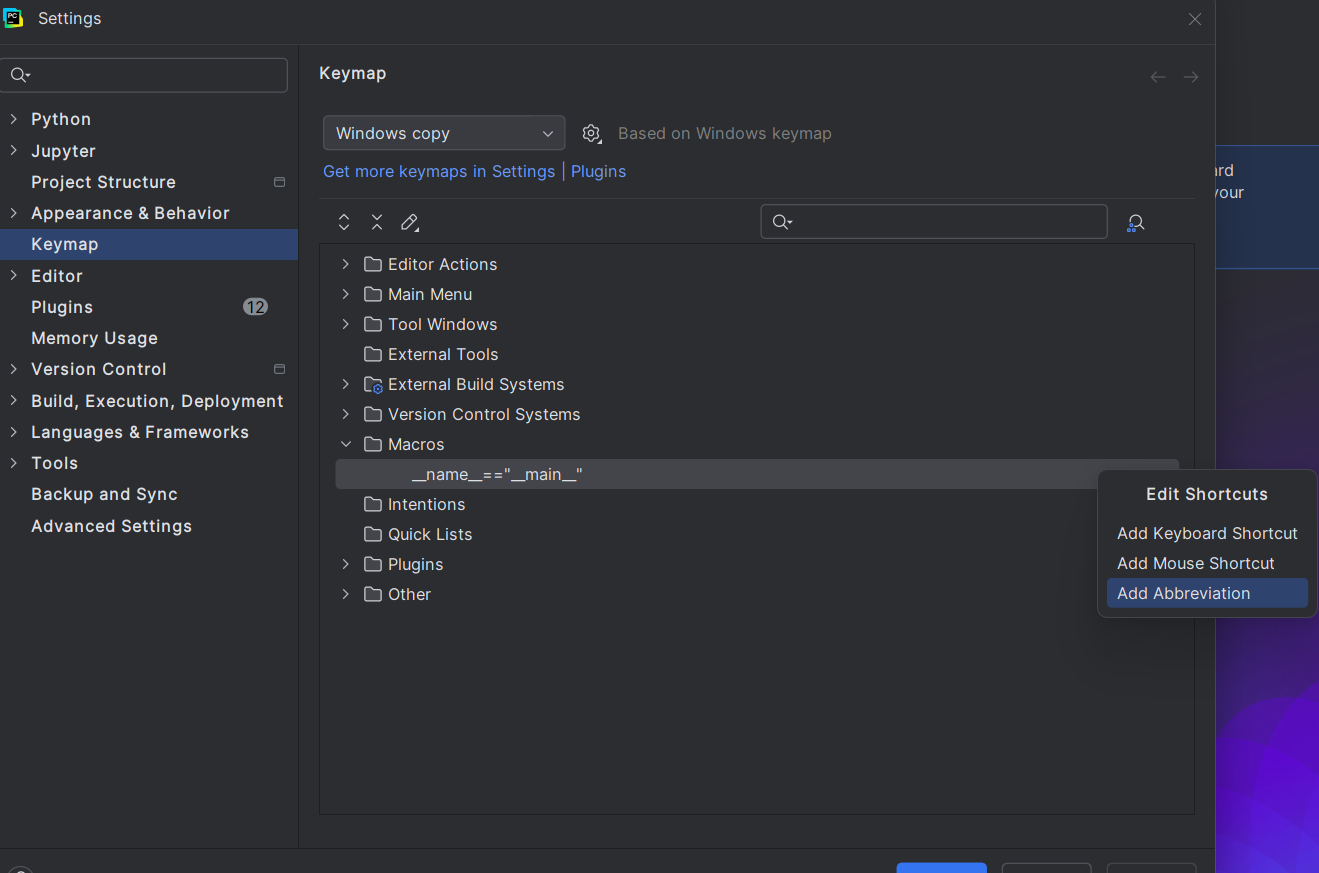 PC
Settings
Python
Jupyter
Project Structure
Appearance & Behavior
Keymap
Editor
Plugins 12
Memory Usage
Version Control
Build, Execution, Deployment
Languages & Frameworks
Tools
Backup and Sync
Advanced Settings
Keymap
Windows copy
Based on Windows keymap
Get more keymaps in Settings | Plugins
Editor Actions
Main Menu
Tool Windows
External Tools
External Build Systems
Version Control Systems
Macros
__name__=="__main__"
Intentions
Quick Lists
Plugins
Other
Edit Shortcuts
Add Keyboard Shortcut
Add Mouse Shortcut
Add Abbreviation
your